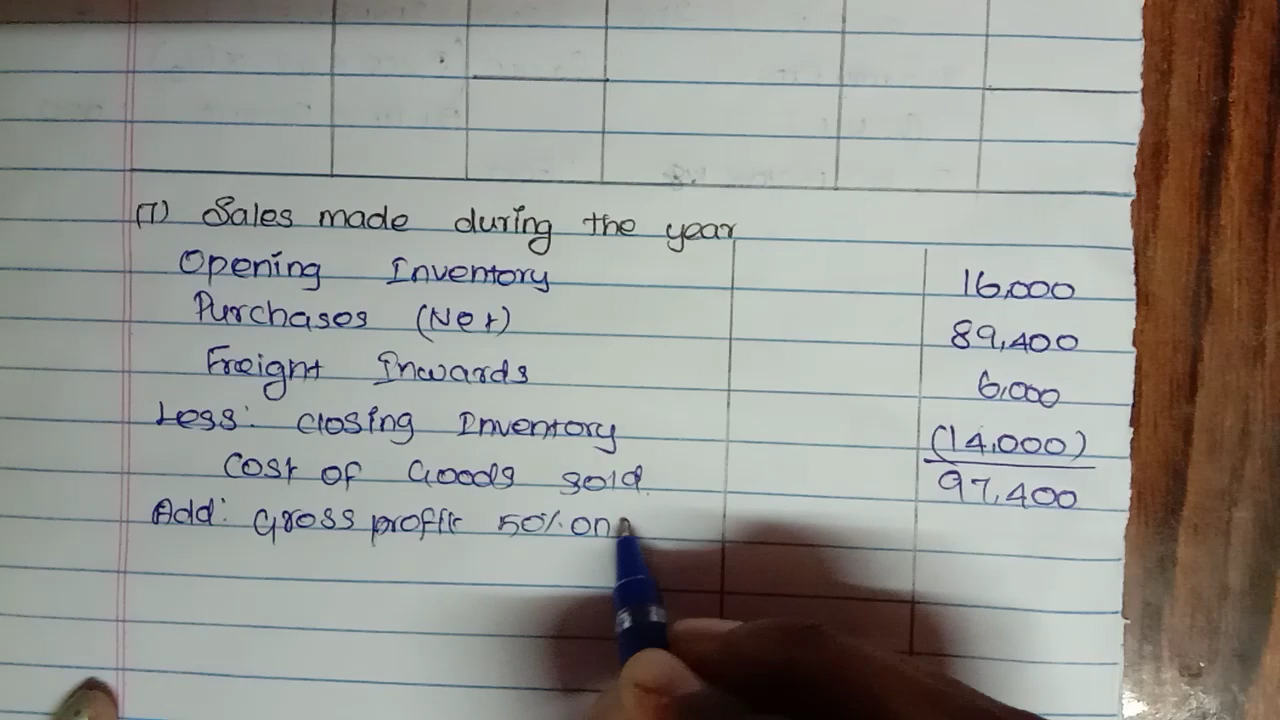 (7) Sales made during the year
Opening Inventory 16,000
Purchases (Net) 89,400
Freight Inwards 6,000
Less: Closing Inventory (14,000)
Cost of Goods sold. 97,400
Add: Gross profit 50% on